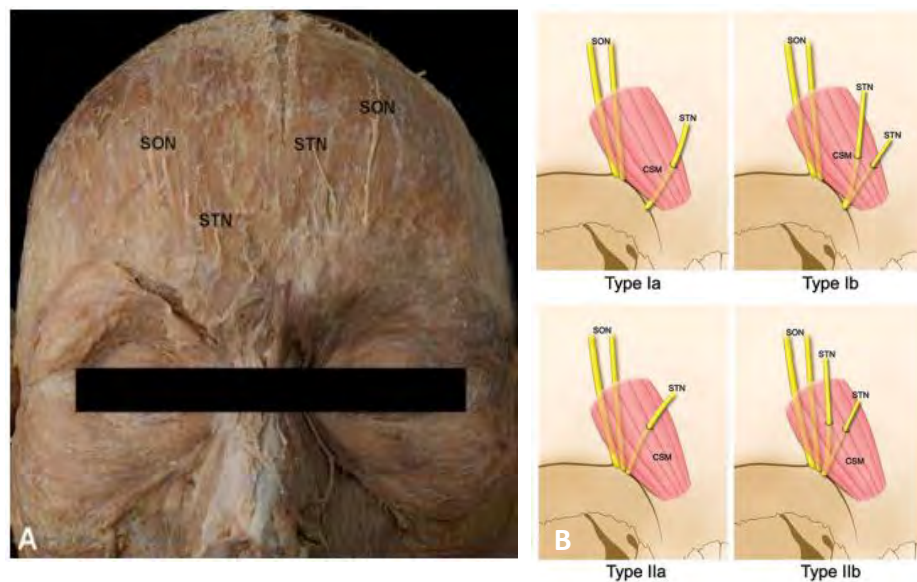 SON
STN
SON
STN
A
SON
STN
CSM
Type Ia
SON
STN
STN
CSM
Type Ib
SON
STN
CSM
Type IIa
SON
STN
STN
CSM
B
Type IIb